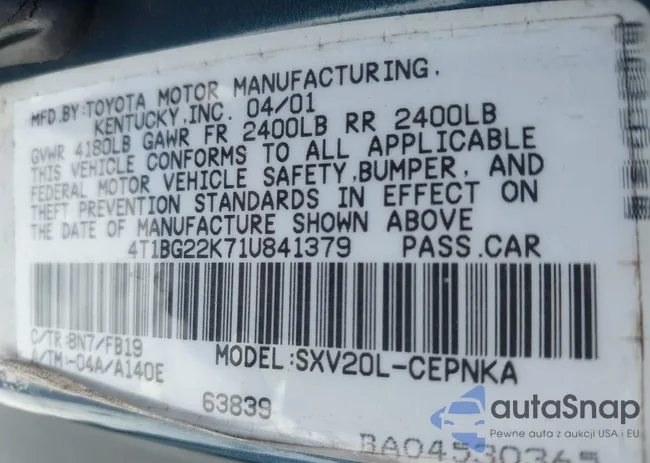 MFD.BY:TOYOTA MOTOR MANUFACTURING,
KENTUCKY,INC. 04/01
GVWR 4180LB GAWR FR 2400LB RR 2400LB
THIS VEHICLE CONFORMS TO ALL APPLICABLE
FEDERAL MOTOR VEHICLE SAFETY,BUMPER, AND
THEFT PREVENTION STANDARDS IN EFFECT ON
THE DATE OF MANUFACTURE SHOWN ABOVE
4T1BG22K71U841379 PASS.CAR
C/TR:8N7/FB19
A/TM:-04A/A140E
MODEL:SXV20L-CEPNKA
63839
autaSnap
Pewne auta z aukcji USA i EU